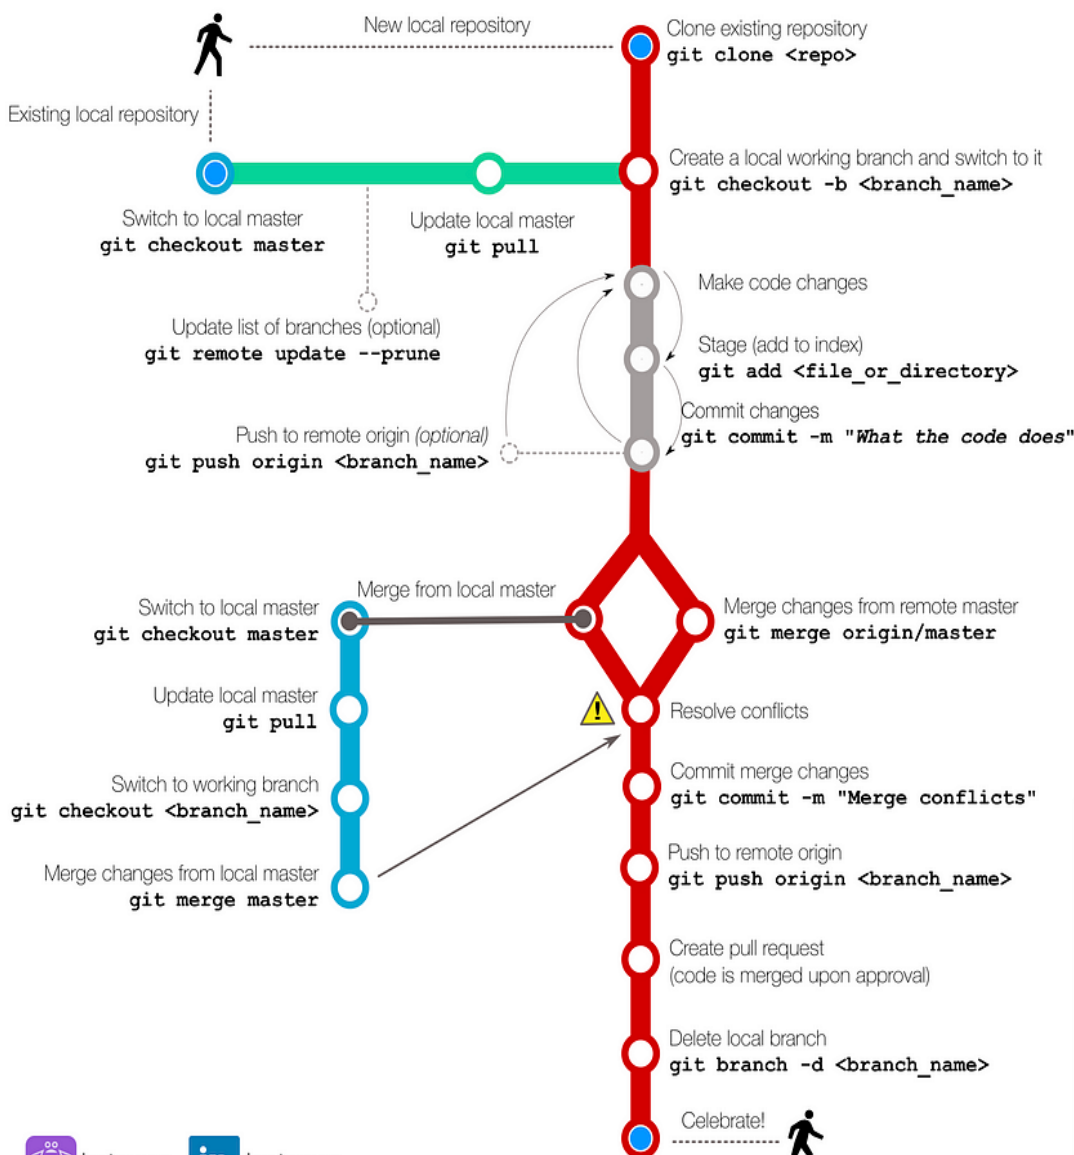 New local repository
Clone existing repository
git clone <repo>
Existing local repository
Create a local working branch and switch to it
git checkout -b <branch_name>
Switch to local master
git checkout master
Update local master
git pull
Make code changes
Update list of branches (optional)
git remote update --prune
Stage (add to index)
git add <file_or_directory>
Commit changes
git commit -m "What the code does"
Push to remote origin (optional)
git push origin <branch_name>
Merge from local master
Switch to local master
git checkout master
Merge changes from remote master
git merge origin/master
Update local master
git pull
Resolve conflicts
Switch to working branch
git checkout <branch_name>
Commit merge changes
git commit -m "Merge conflicts"
Merge changes from local master
git merge master
Push to remote origin
git push origin <branch_name>
Create pull request
(code is merged upon approval)
Delete local branch
git branch -d <branch_name>
Celebrate!